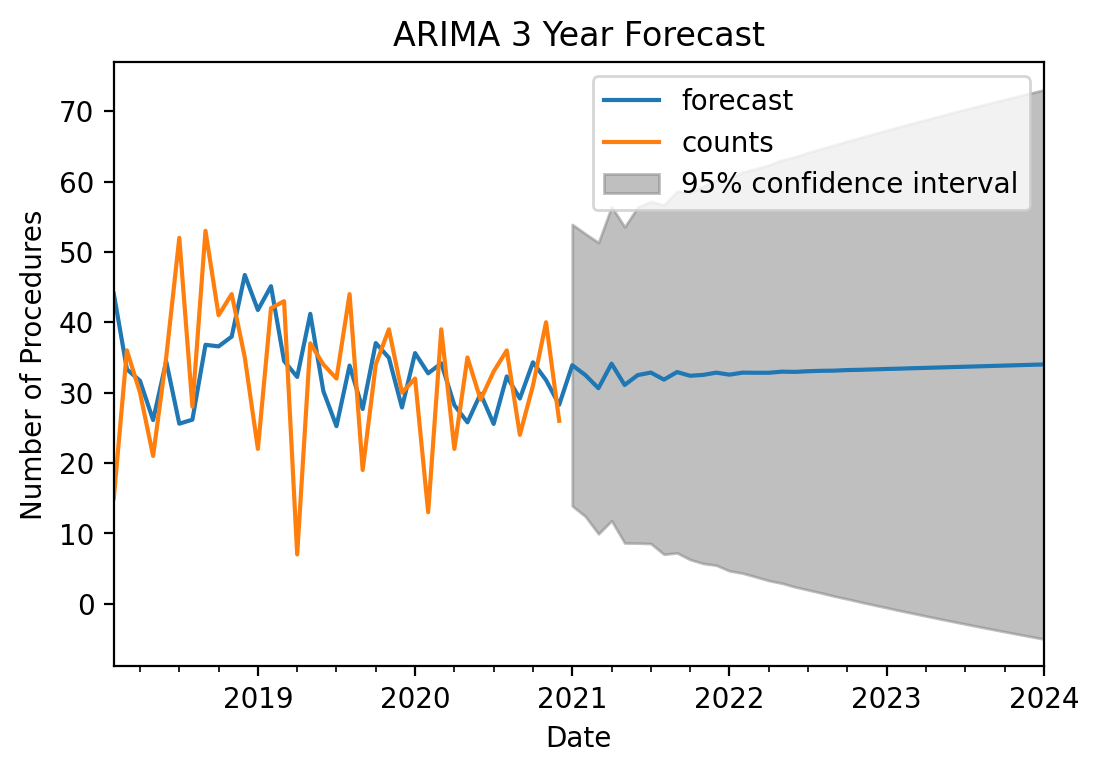 ARIMA 3 Year Forecast
forecast
counts
95% confidence interval
Number of Procedures
70
60
50
40
30
20
10
0
2019 2020 2021 2022 2023 2024
Date